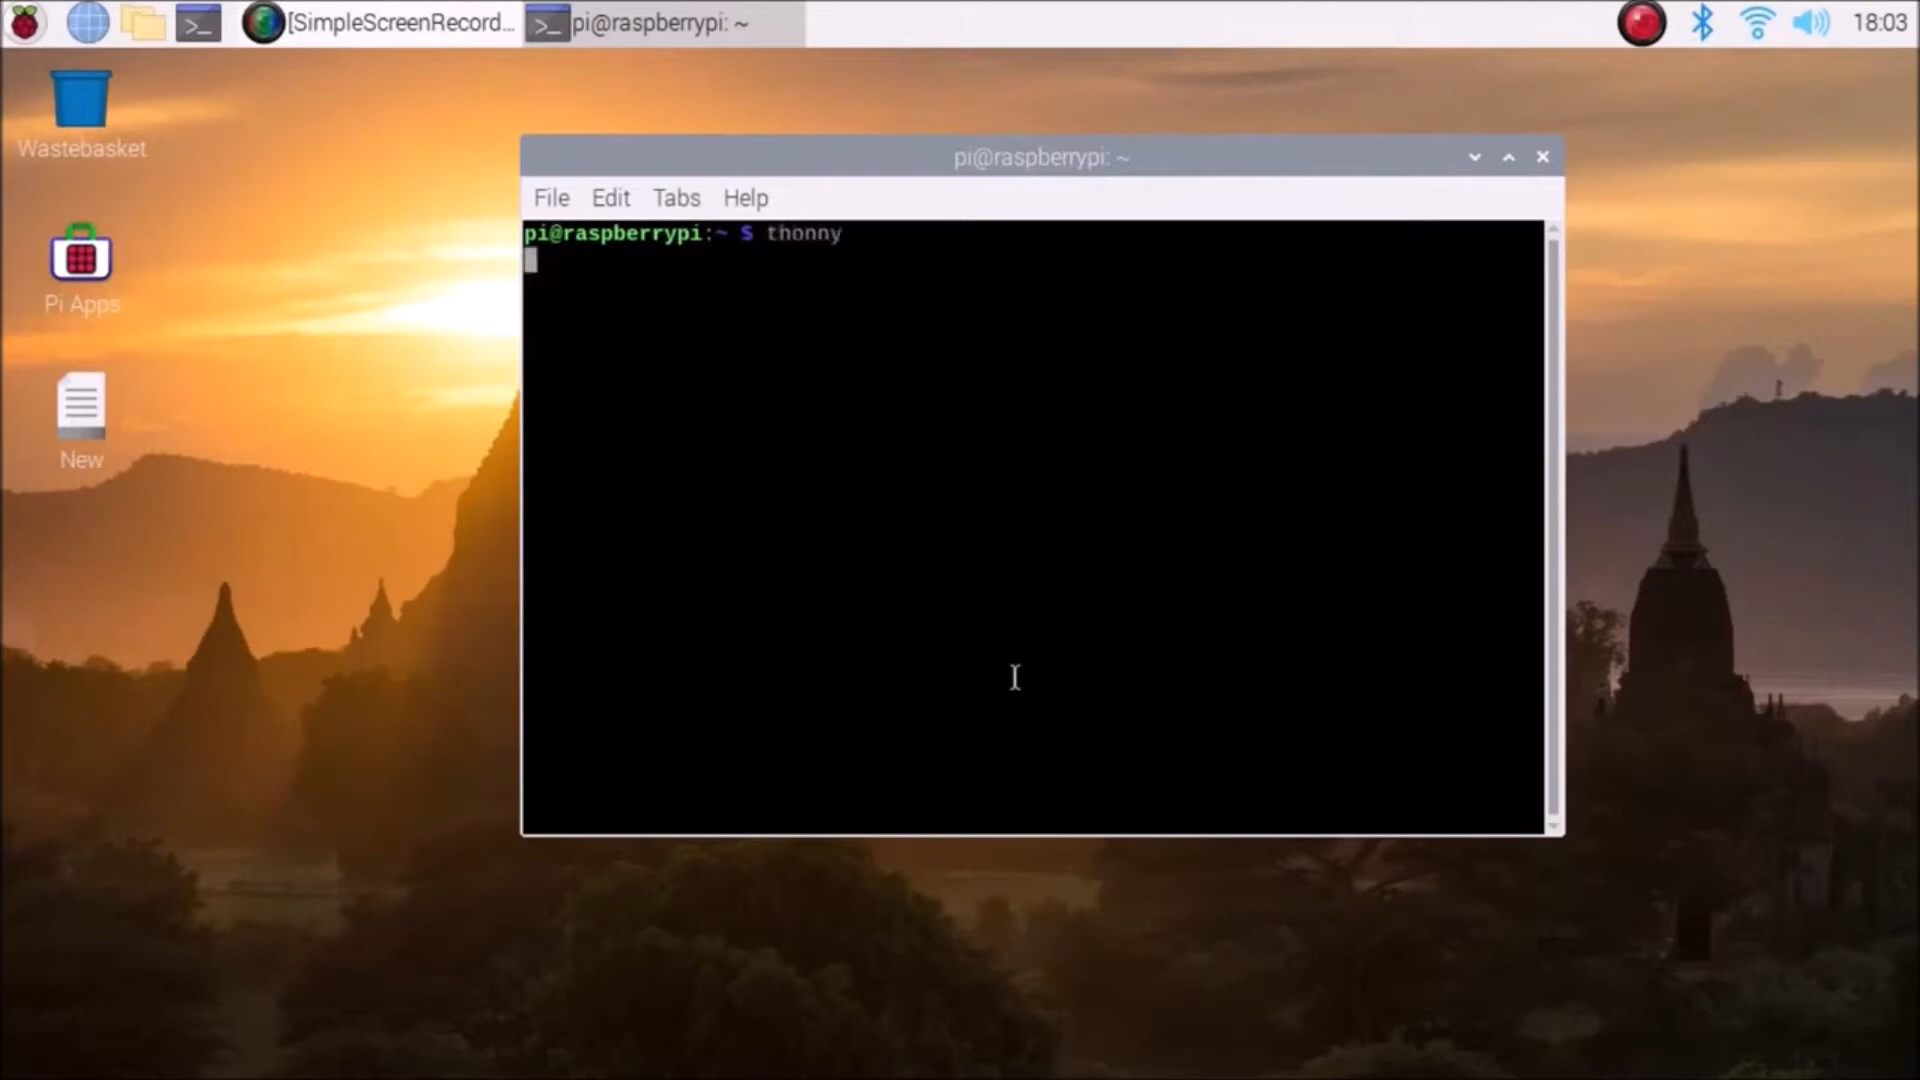 [SimpleScreenRecord... pi@raspberrypi: ~ 18:03
Wastebasket
Pi Apps
New
pi@raspberrypi: ~
File Edit Tabs Help
pi@raspberrypi:~ $ thonny